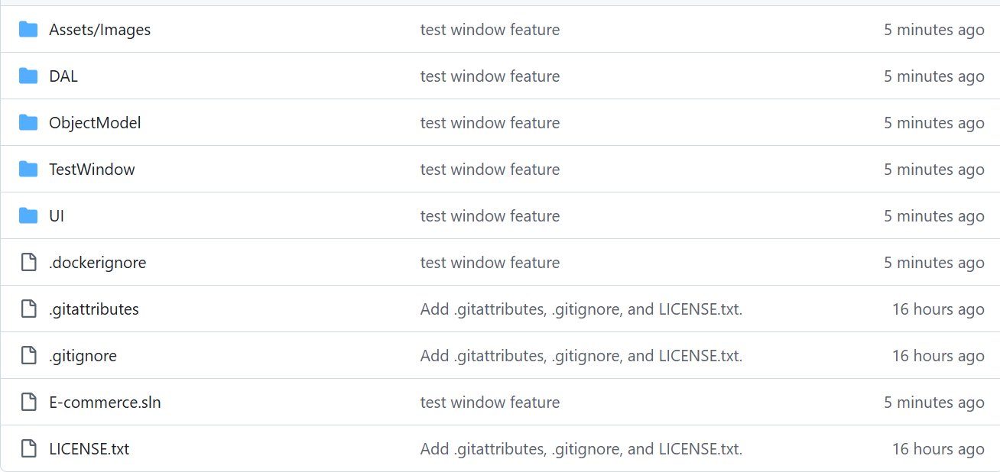 Assets/Images test window feature 5 minutes ago
DAL test window feature 5 minutes ago
ObjectModel test window feature 5 minutes ago
TestWindow test window feature 5 minutes ago
UI test window feature 5 minutes ago
.dockerignore test window feature 5 minutes ago
.gitattributes Add .gitattributes, .gitignore, and LICENSE.txt. 16 hours ago
.gitignore Add .gitattributes, .gitignore, and LICENSE.txt. 16 hours ago
E-commerce.sln test window feature 5 minutes ago
LICENSE.txt Add .gitattributes, .gitignore, and LICENSE.txt. 16 hours ago